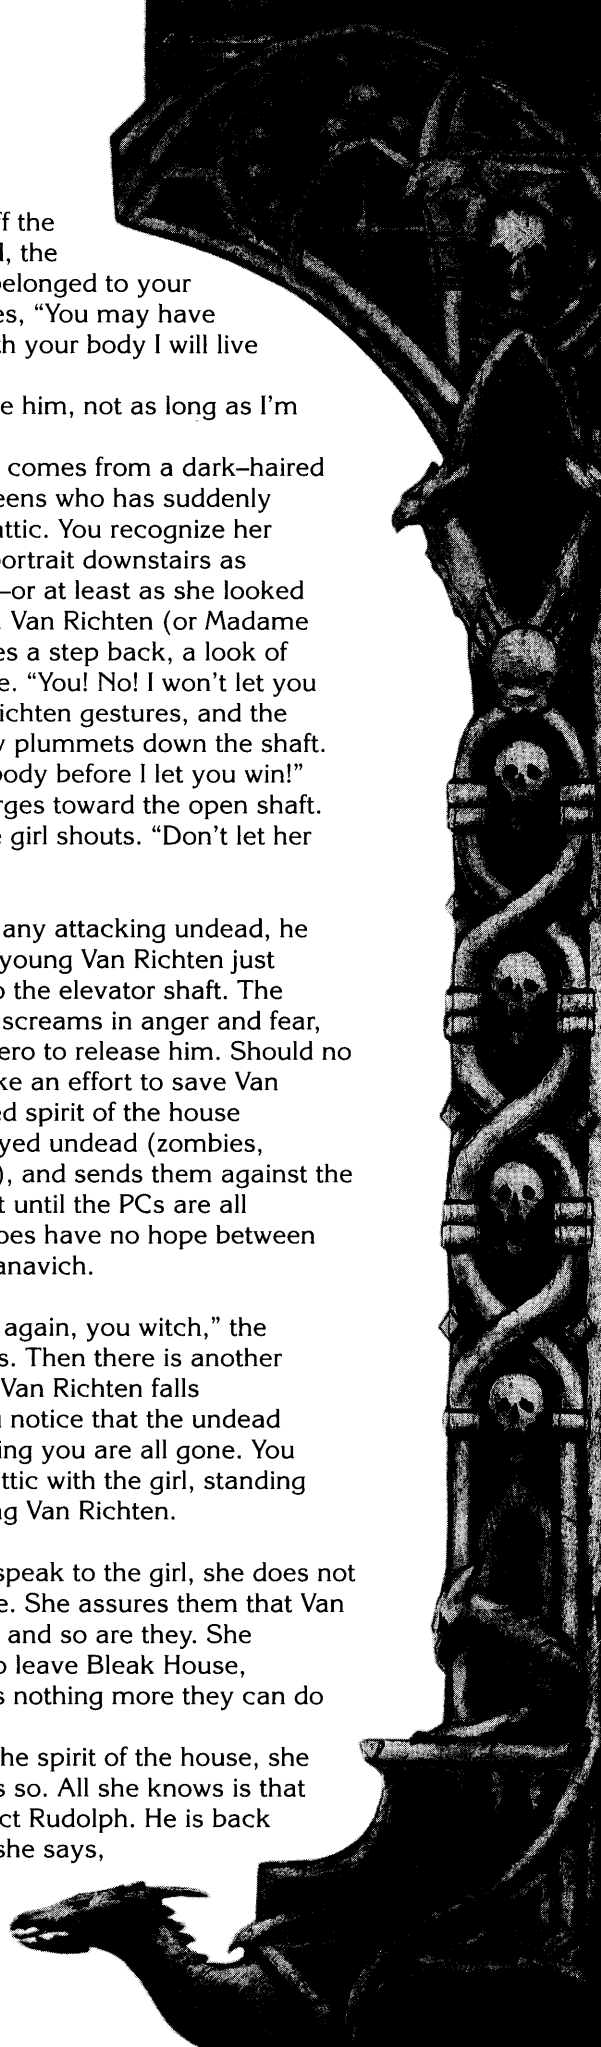 ff the
l, the
belonged to your
es, “You may have
th your body I will live
e him, not as long as I’m
comes from a dark–haired
eens who has suddenly
attic. You recognize her
portrait downstairs as
—or at least as she looked
. Van Richten (or Madame
es a step back, a look of
e. “You! No! I won’t let you
ichten gestures, and the
y plummets down the shaft.
body before I let you win!”
rges toward the open shaft.
e girl shouts. “Don’t let her
any attacking undead, he
young Van Richten just
o the elevator shaft. The
screams in anger and fear,
ero to release him. Should no
ke an effort to save Van
ed spirit of the house
yed undead (zombies,
), and sends them against the
t until the PCs are all
oes have no hope between
anavich.
again, you witch,” the
s. Then there is another
Van Richten falls
u notice that the undead
ing you are all gone. You
ttic with the girl, standing
ng Van Richten.
speak to the girl, she does not
e. She assures them that Van
and so are they. She
o leave Bleak House,
s nothing more they can do
he spirit of the house, she
s so. All she knows is that
ct Rudolph. He is back
she says,